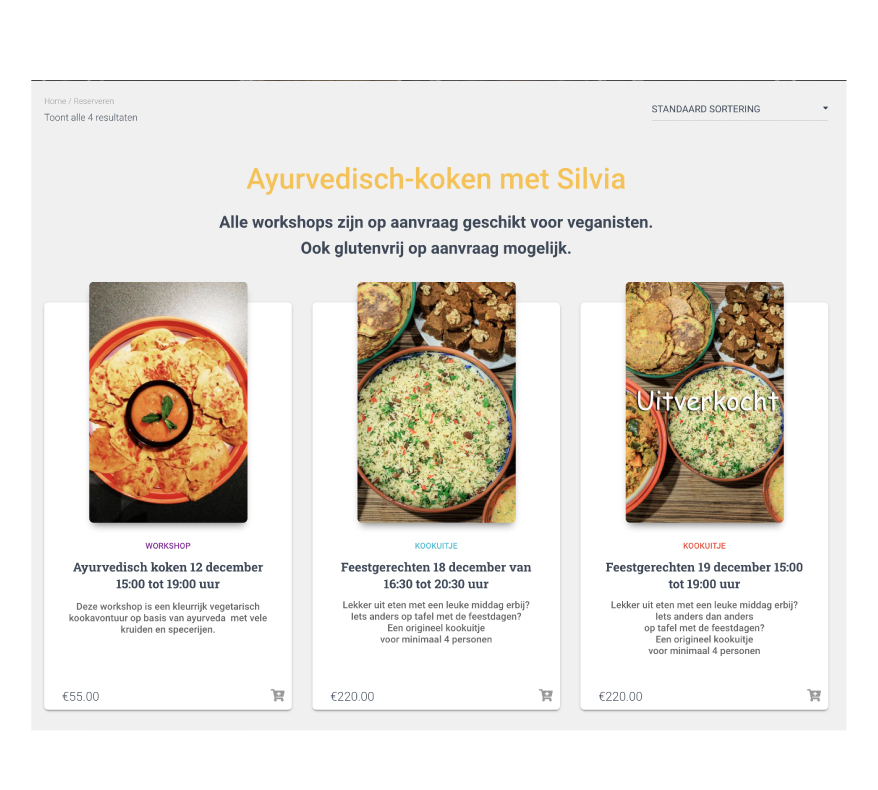 Home / Reserveren
Toont alle 4 resultaten
STANDAARD SORTERING
Ayurvedisch-koken met Silvia
Alle workshops zijn op aanvraag geschikt voor veganisten.
Ook glutenvrij op aanvraag mogelijk.
WORKSHOP
Ayurvedisch koken 12 december
15:00 tot 19:00 uur
Deze workshop is een kleurrijk vegetarisch
kookavontuur op basis van ayurveda  met vele
kruiden en specerijen.
€55.00
KOOKUITJE
Feestgerechten 18 december van
16:30 tot 20:30 uur
Lekker uit eten met een leuke middag erbij?
Iets anders op tafel met de feestdagen?
Een origineel kookuitje
voor minimaal 4 personen
€220.00
Uitverkocht
KOOKUITJE
Feestgerechten 19 december 15:00
tot 19:00 uur
Lekker uit eten met een leuke middag erbij?
Iets anders dan anders
op tafel met de feestdagen?
Een origineel kookuitje
voor minimaal 4 personen
€220.00